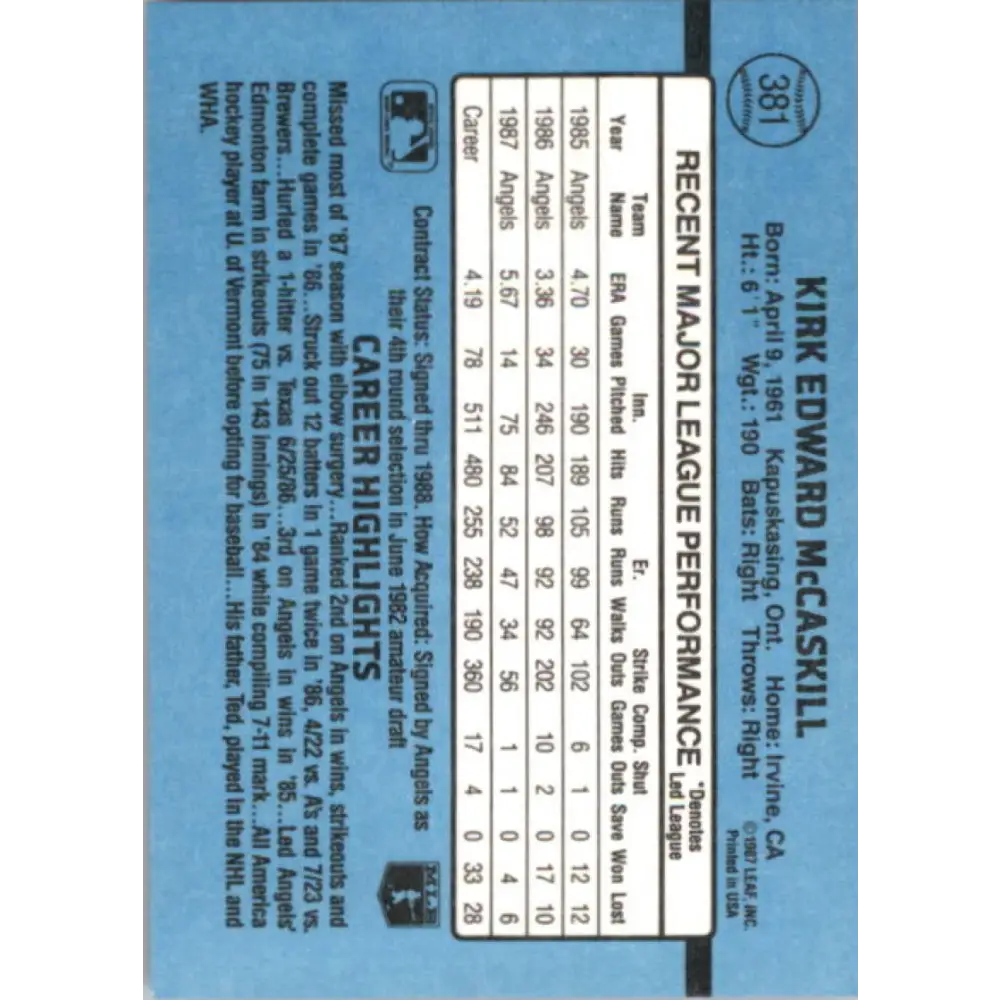 381
KIRK EDWARD McCASKILL
Born: April 9, 1961 Kapuskasing, Ont. Home: Irvine, CA
Ht.: 6'1" Wgt.: 190 Bats: Right Throws: Right
©1987 LEAF, INC.
Printed in USA
RECENT MAJOR LEAGUE PERFORMANCE
*Denotes
Led League
Team Inn. Er. Strike Comp. Shut
Year Name ERA Games Pitched Hits Runs Runs Walks Outs Games Outs Save Won Lost
1985 Angels 4.70 30 190 189 105 99 64 102 6 1 0 12 12
1986 Angels 3.36 34 246 207 98 92 92 202 10 2 0 17 10
1987 Angels 5.67 14 75 84 52 47 34 56 1 1 0 4 6
Career 4.19 78 511 480 255 238 190 360 17 4 0 33 28
Contract Status: Signed thru 1988. How Acquired: Signed by Angels as
their 4th round selection in June 1982 amateur draft
MLB
CAREER HIGHLIGHTS
Missed most of '87 season with elbow surgery...Ranked 2nd on Angels in wins, strikeouts and
complete games in '86...Struck out 12 batters in 1 game twice in '86, 4/22 vs. A's and 7/23 vs.
Brewers...Hurled a 1-hitter vs. Texas 6/25/86...3rd on Angels in wins in '85...Led Angels'
Edmonton farm in strikeouts (75 in 143 innings) in '84 while compiling 7-11 mark...All America
hockey player at U. of Vermont before opting for baseball...His father, Ted, played in the NHL and
WHA.